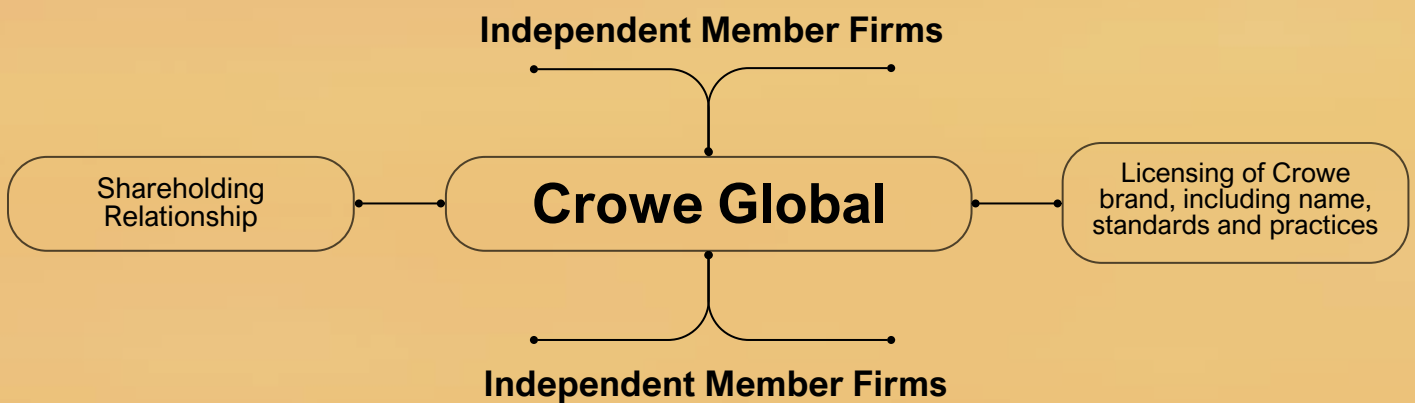 Independent Member Firms
Shareholding
Relationship
Crowe Global
Licensing of Crowe
brand, including name,
standards and practices
Independent Member Firms